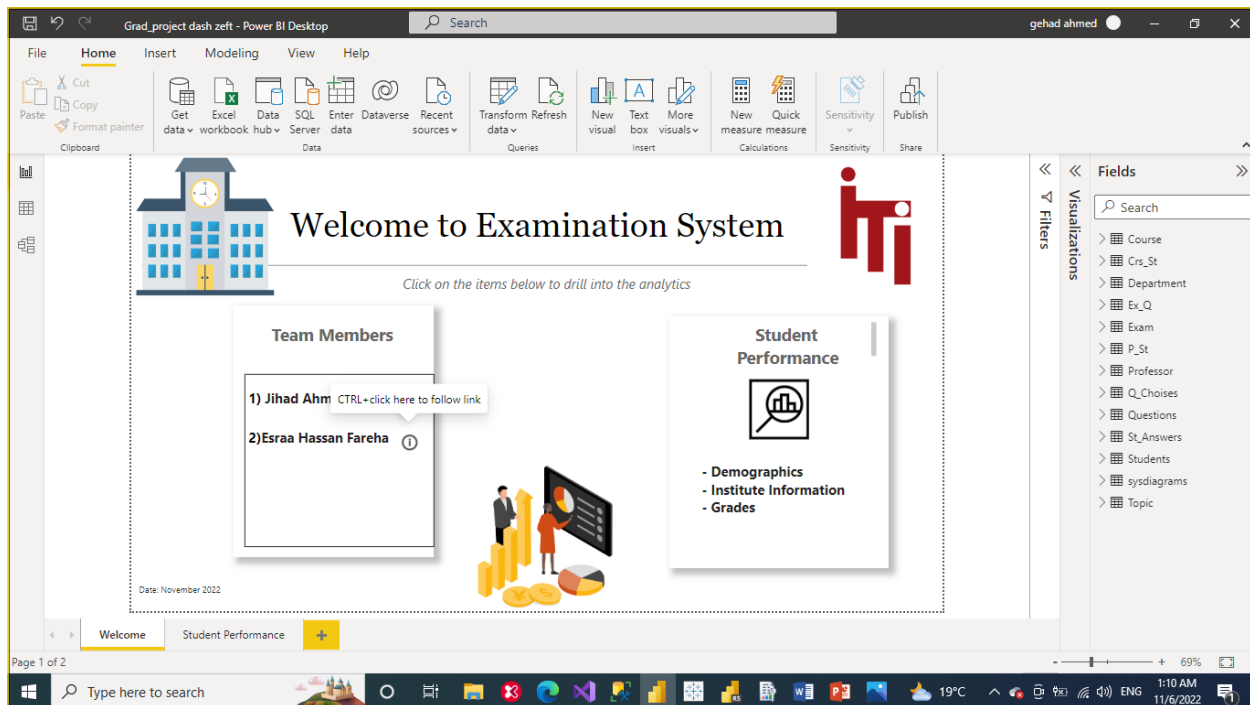 Grad_project dash zeft - Power BI Desktop
Search
gehad ahmed
File Home Insert Modeling View Help
Paste
Cut
Copy
Format painter
Clipboard
Get data
Excel workbook
Data hub
SQL Server
Enter data
Dataverse
Recent sources
Data
Transform data
Refresh
Queries
New visual
Text box
More visuals
Insert
New measure
Quick measure
Calculations
Sensitivity
Sensitivity
Publish
Share
Welcome to Examination System
iTi
Click on the items below to drill into the analytics
Team Members
1) Jihad Ahm
CTRL+click here to follow link
2)Esraa Hassan Fareha
Student
Performance
- Demographics
- Institute Information
- Grades
Date: November 2022
Filters
Visualizations
Fields
Search
Course
Crs_St
Department
Ex_Q
Exam
P_St
Professor
Q_Choises
Questions
St_Answers
Students
sysdiagrams
Topic
Welcome
Student Performance
Page 1 of 2
- + 69%
Type here to search
19°C
ENG
1:10 AM
11/6/2022
1